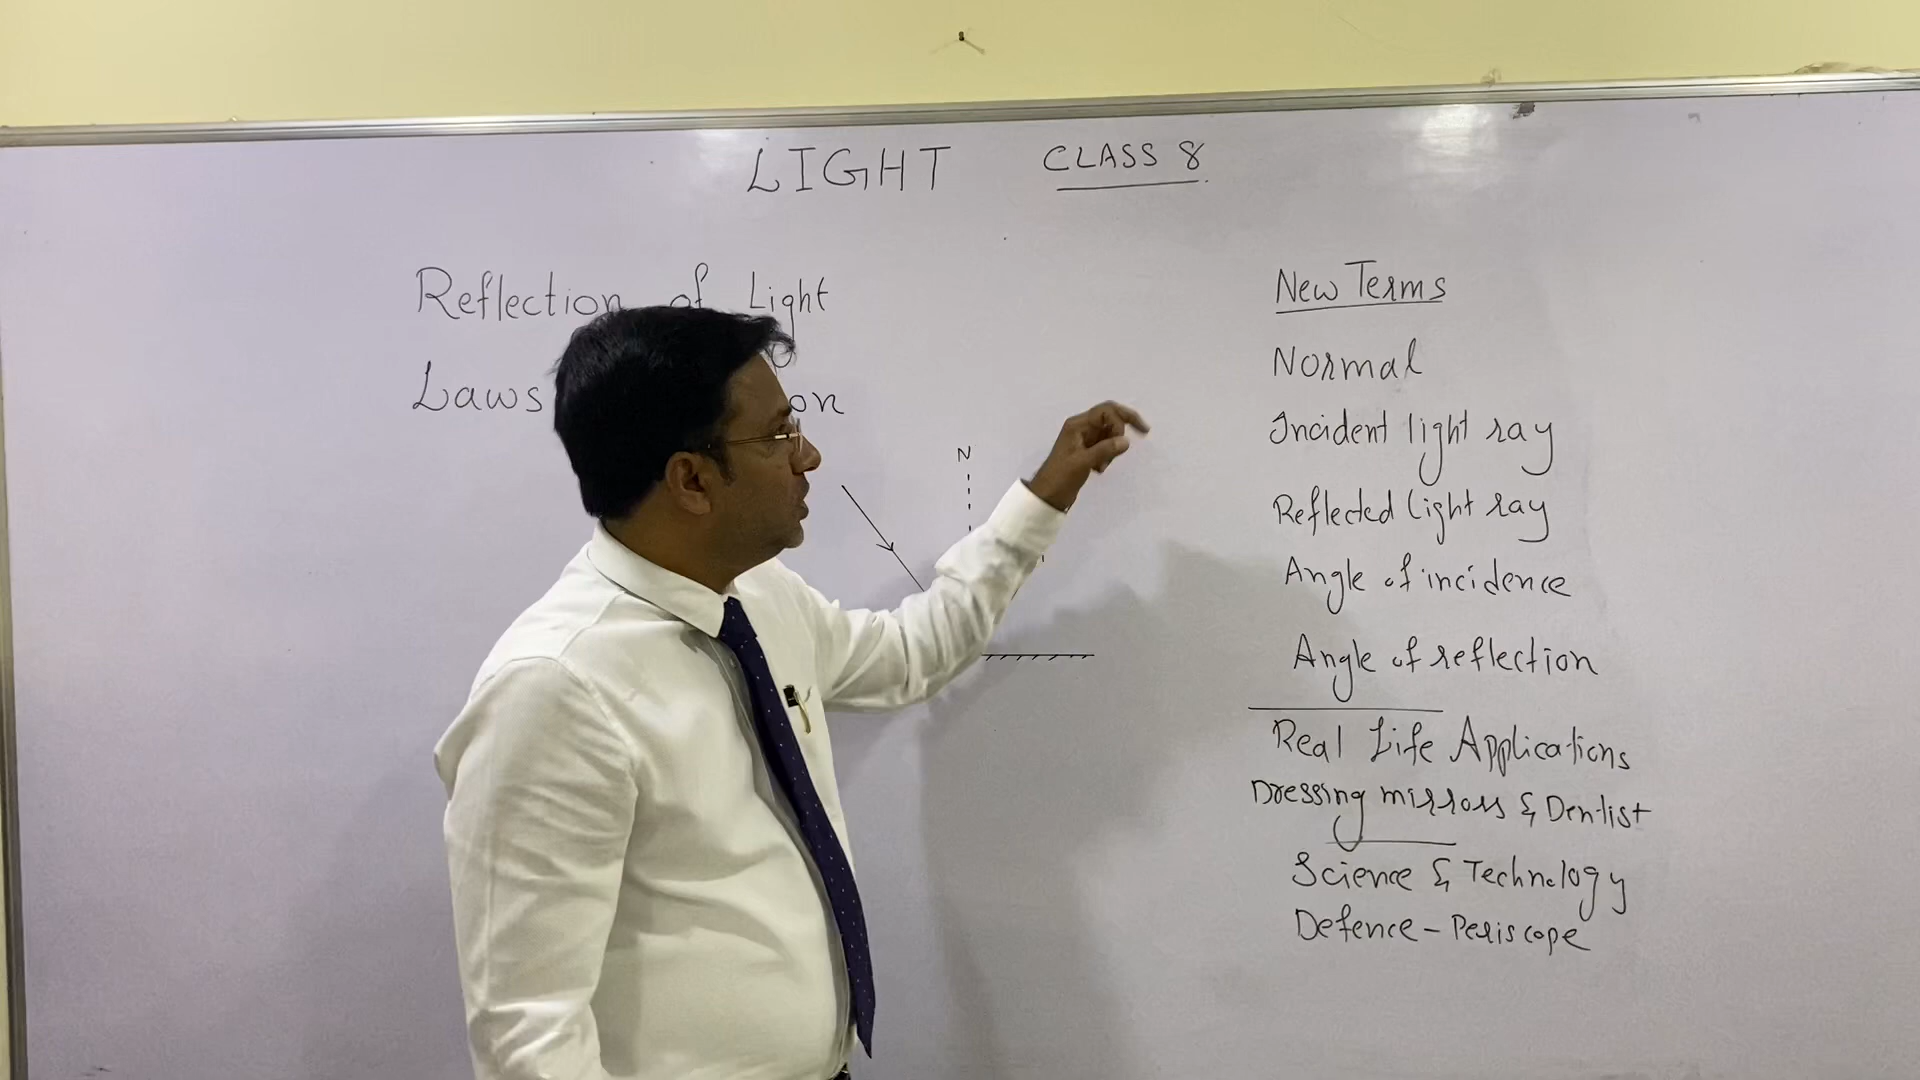 LIGHT CLASS 8
Reflection of Light
Laws on
N
New Terms
Normal
Incident light ray
Reflected light ray
Angle of incidence
Angle of reflection
Real Life Applications
Dressing mirrors & Dentist
Science & Technology
Defence - Periscope